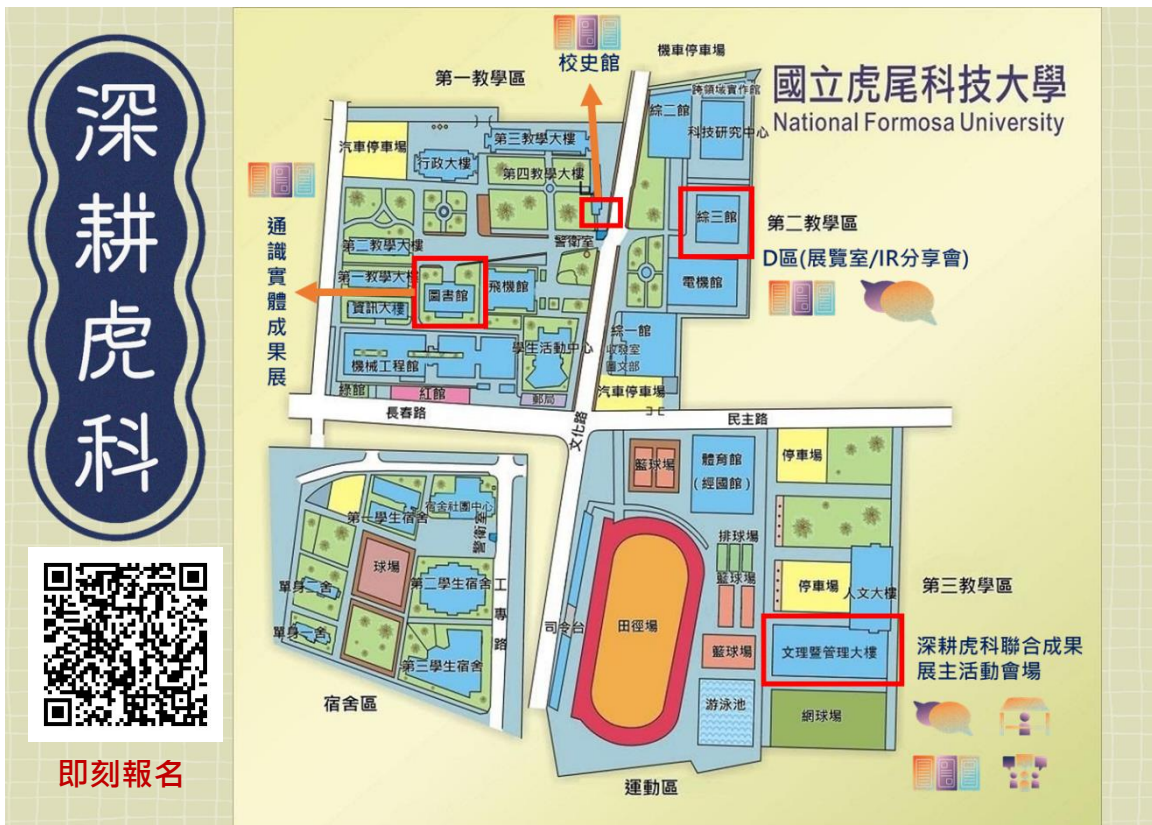 深耕虎科
即刻報名
國立虎尾科技大學
National Formosa University
校史館
機車停車場
第一教學區
跨領域實作館
綜二館
科技研究中心
第三教學大樓
汽車停車場
行政大樓
第四教學大樓
綜三館
第二教學區
D區(展覽室/IR分享會)
通識實體成果展
警衛室
第二教學大樓
第一教學大樓
圖書館
飛機館
電機館
資訊大樓
綜一館
收發室
圖文部
學生活動中心
機械工程館
汽車停車場
綠館
紅館
郵局
長春路
文化路
民主路
籃球場
體育館
(經國館)
停車場
宿舍社團中心
第一學生宿舍
警衛室
排球場
球場
籃球場
單身二舍
第二學生宿舍
工專路
停車場
人文大樓
第三教學區
單身一舍
司令台
田徑場
籃球場
文理暨管理大樓
深耕虎科聯合成果
展主活動會場
第三學生宿舍
宿舍區
游泳池
網球場
運動區